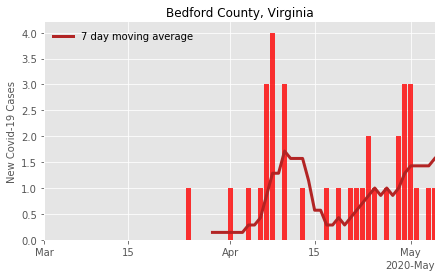 Bedford County, Virginia
7 day moving average
New Covid-19 Cases
4.0
3.5
3.0
2.5
2.0
1.5
1.0
0.5
0.0
Mar 15 Apr 15 May
2020-May